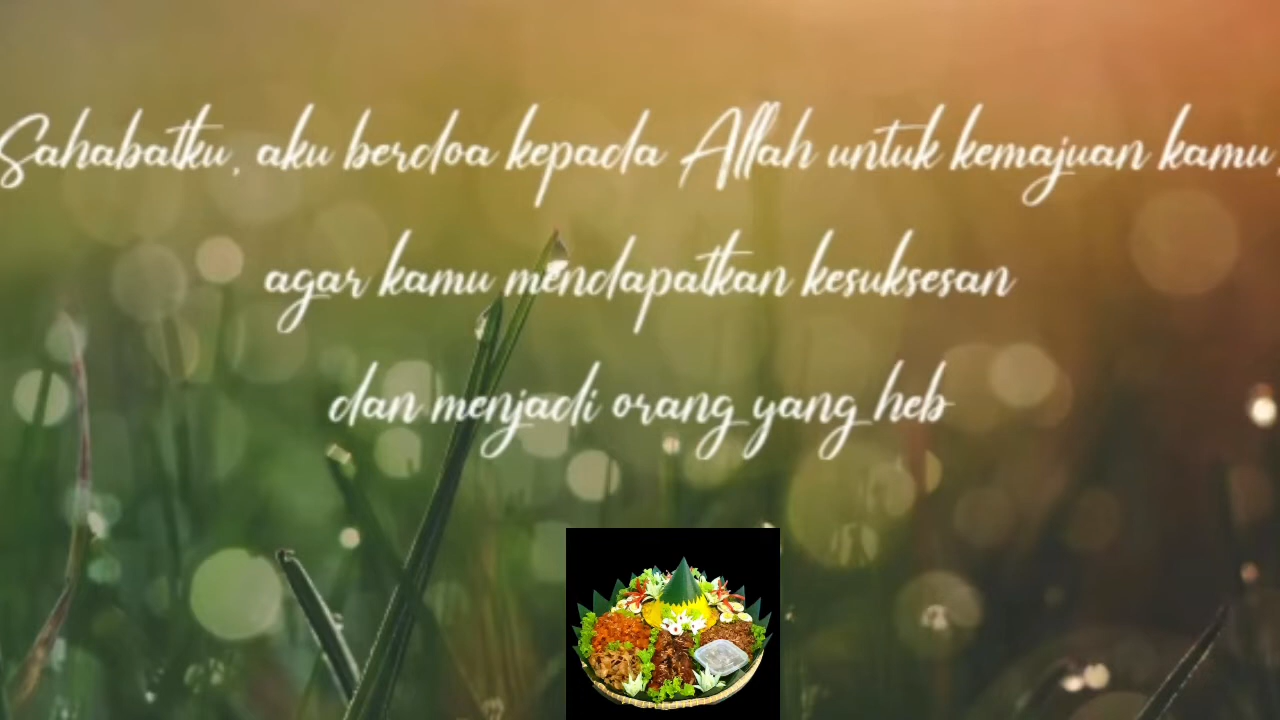 Sahabatku, aku berdoa kepada Allah untuk kemajuan kamu,
agar kamu mendapatkan kesuksesan
dan menjadi orang yang heb